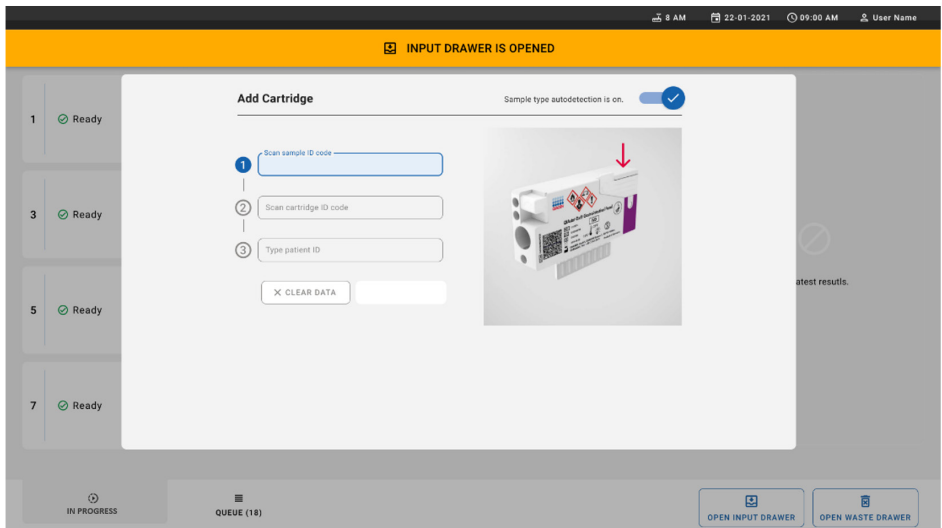 8 AM 22-01-2021 09:00 AM User Name
INPUT DRAWER IS OPENED
Add Cartridge
Sample type autodetection is on.
1 Ready
3 Ready
5 Ready
7 Ready
1 Scan sample ID code
2 Scan cartridge ID code
3 Type patient ID
CLEAR DATA
atest resutls.
IN PROGRESS
QUEUE (18)
OPEN INPUT DRAWER
OPEN WASTE DRAWER